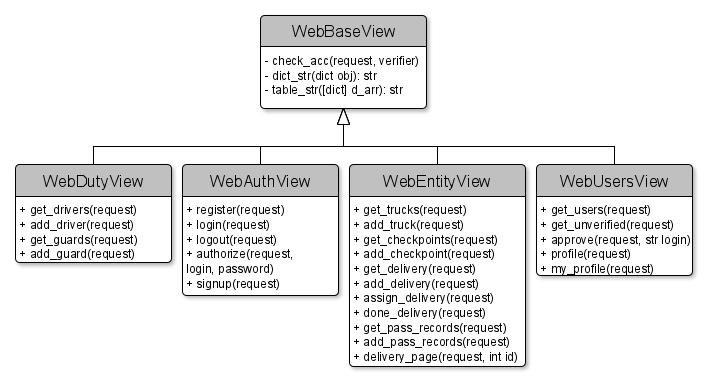 WebBaseView
- check_acc(request, verifier)
- dict_str(dict obj): str
- table_str([dict] d_arr): str
WebDutyView
+ get_drivers(request)
+ add_driver(request)
+ get_guards(request)
+ add_guard(request)
WebAuthView
+ register(request)
+ login(request)
+ logout(request)
+ authorize(request,
login, password)
+ signup(request)
WebEntityView
+ get_trucks(request)
+ add_truck(request)
+ get_checkpoints(request)
+ add_checkpoint(request)
+ get_delivery(request)
+ add_delivery(request)
+ assign_delivery(request)
+ done_delivery(request)
+ get_pass_records(request)
+ add_pass_records(request)
+ delivery_page(request, int id)
WebUsersView
+ get_users(request)
+ get_unverified(request)
+ approve(request, str login)
+ profile(request)
+ my_profile(request)